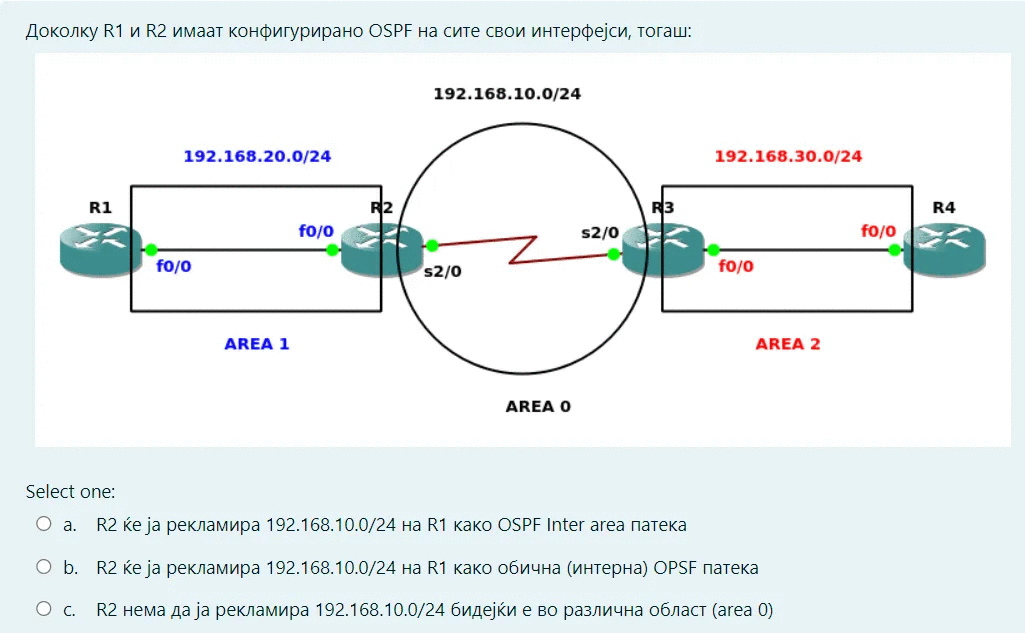 Доколку R1 и R2 имаат конфигурирано OSPF на сите свои интерфејси, тогаш:
192.168.10.0/24
192.168.20.0/24
192.168.30.0/24
R1
R2
R3
R4
f0/0
s2/0
f0/0
f0/0
s2/0
f0/0
AREA 1
AREA 2
AREA 0
Select one:
a. R2 ќе ја рекламира 192.168.10.0/24 на R1 како OSPF Inter area патека
b. R2 ќе ја рекламира 192.168.10.0/24 на R1 како обична (интерна) OPSF патека
c. R2 нема да ја рекламира 192.168.10.0/24 бидејќи е во различна област (area 0)